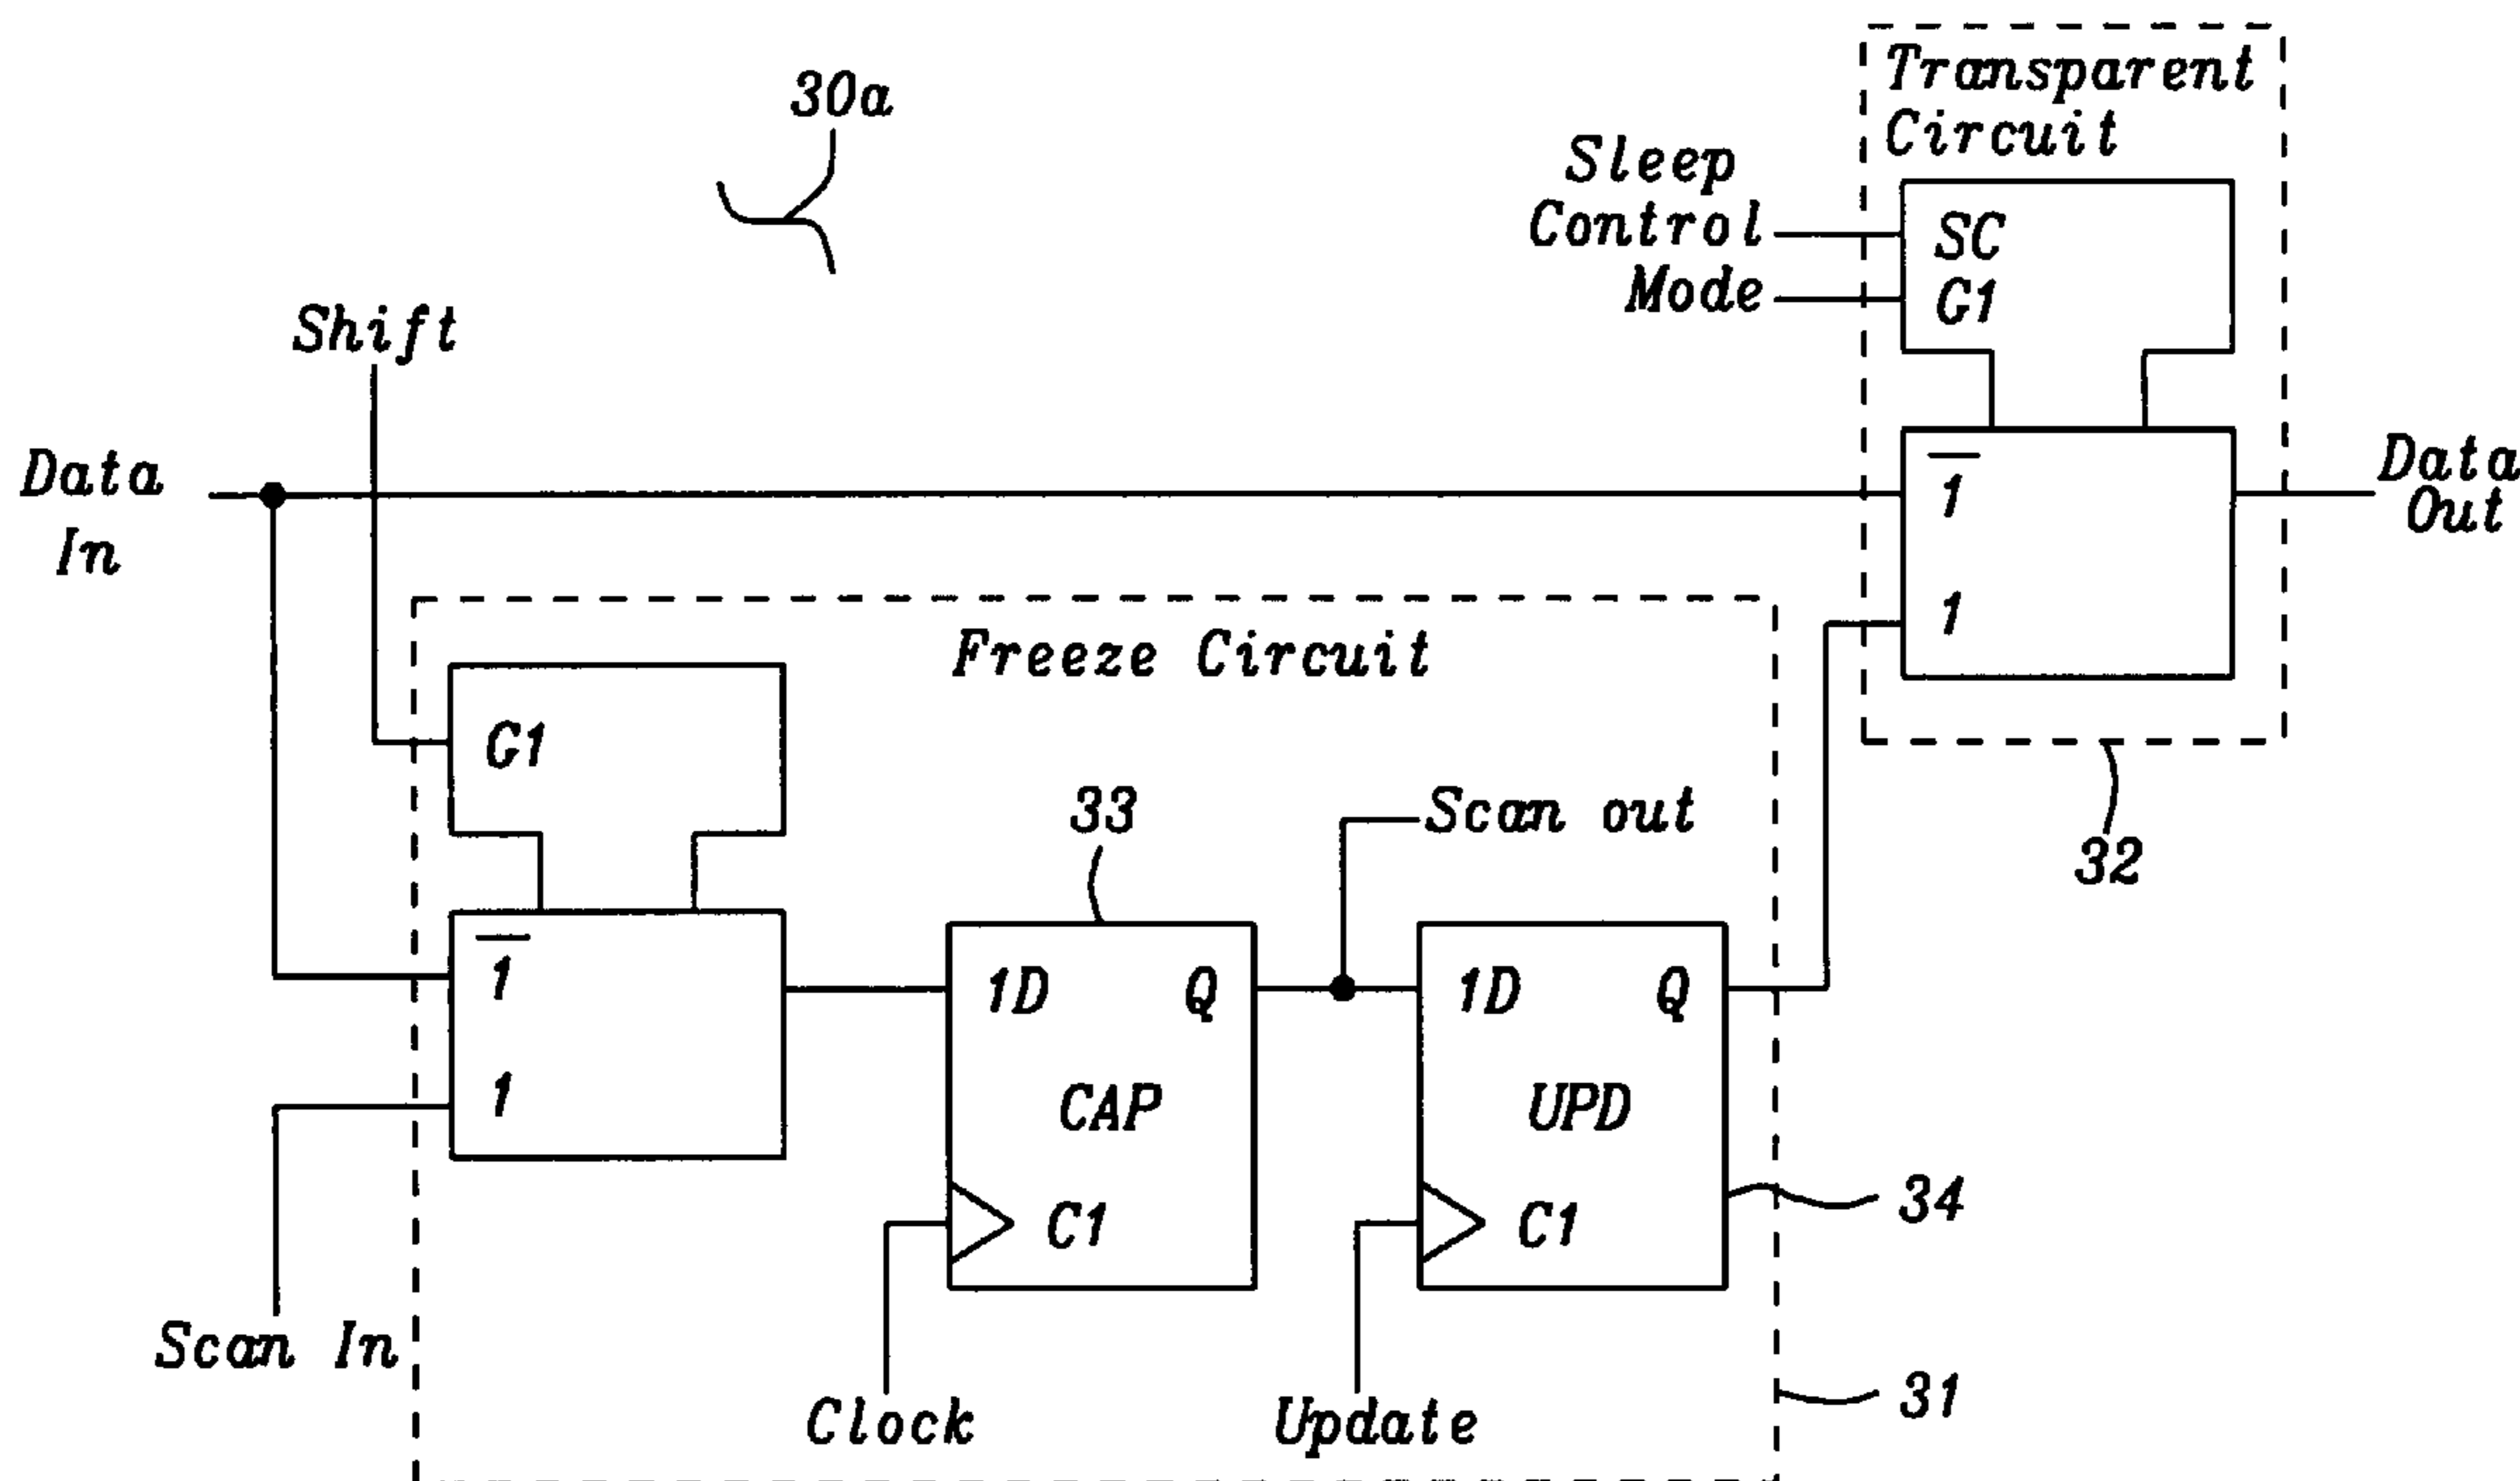 30a
Transparent
Circuit
Sleep
Control
Mode
SC
G1
Shift
Data
In
1
1
Data
Out
Freeze Circuit
G1
33
Scan out
32
1
1
1D Q
CAP
C1
1D Q
UPD
C1
34
Scan In
Clock
Update
31